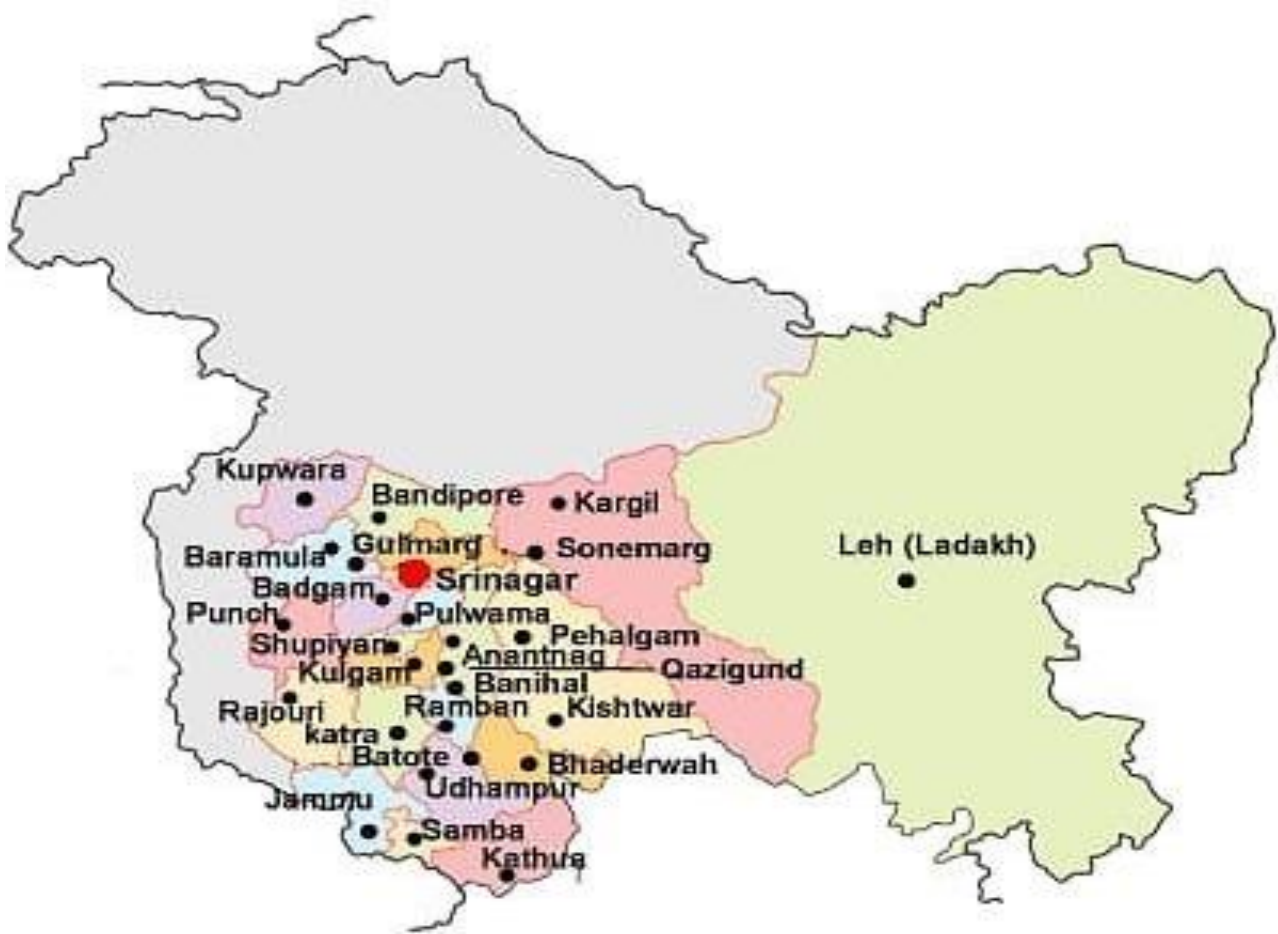 Kupwara
Bandipore
Kargil
Baramula
Gulmarg
Sonemarg
Leh (Ladakh)
Badgam
Srinagar
Punch
Pulwama
Shupiyan
Pehalgam
Kulgam
Anantnag
Qazigund
Banihal
Rajouri
Ramban
Kishtwar
katra
Batote
Bhaderwah
Udhampur
Jammu
Samba
Kathua